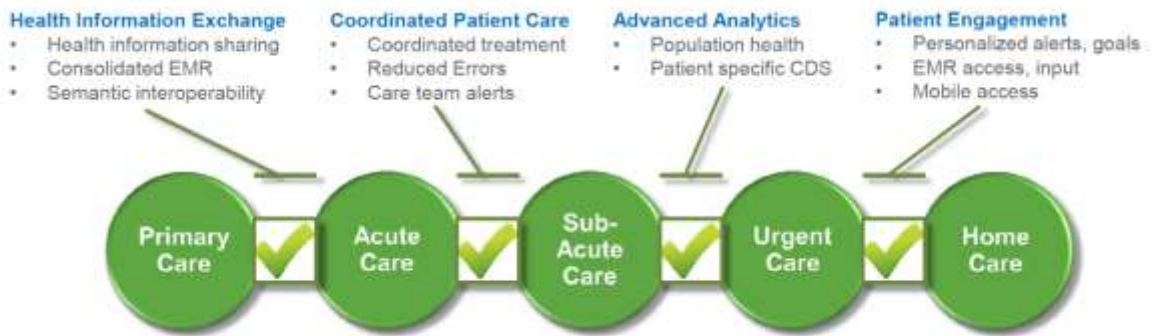 Health Information Exchange
• Health information sharing
• Consolidated EMR
• Semantic interoperability
Coordinated Patient Care
• Coordinated treatment
• Reduced Errors
• Care team alerts
Advanced Analytics
• Population health
• Patient specific CDS
Patient Engagement
• Personalized alerts, goals
• EMR access, input
• Mobile access
Primary
Care
Acute
Care
Sub-
Acute
Care
Urgent
Care
Home
Care